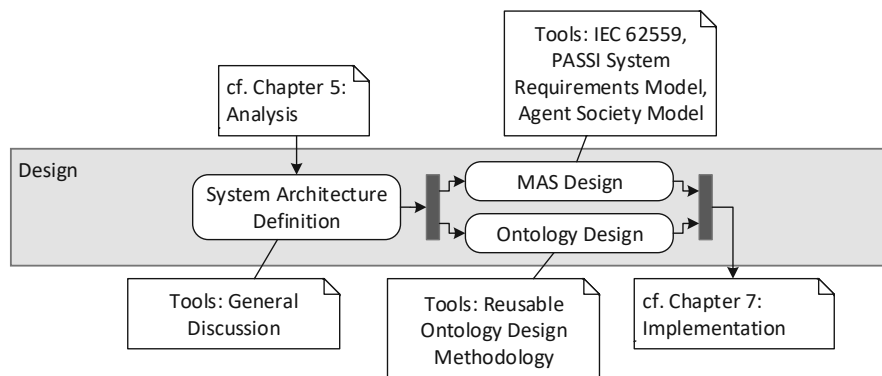 Tools: IEC 62559,
PASSI System
Requirements Model,
Agent Society Model
cf. Chapter 5:
Analysis
Design
System Architecture
Definition
MAS Design
Ontology Design
Tools: General
Discussion
Tools: Reusable
Ontology Design
Methodology
cf. Chapter 7:
Implementation